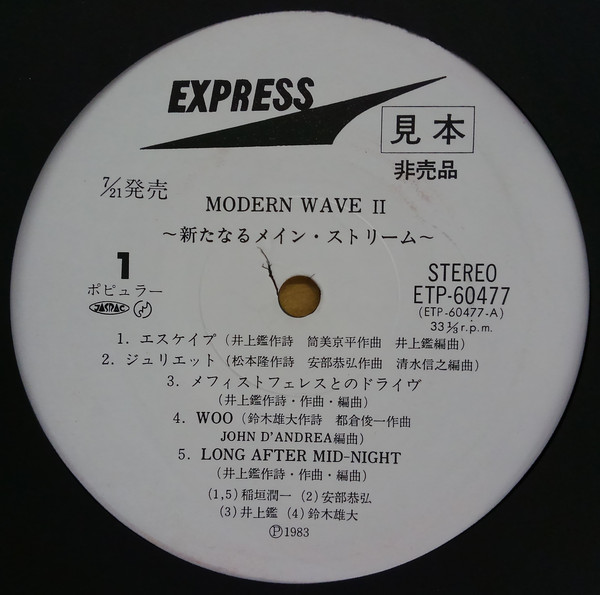 EXPRESS
見本
非売品
7/21発売
MODERN WAVE II
〜新たなるメイン・ストリーム〜
1
ポピュラー
JASRAC
STEREO
ETP-60477
(ETP-60477-A)
33⅓r.p.m.
1. エスケイプ(井上鑑作詩 筒美京平作曲 井上鑑編曲)
2. ジュリエット(松本隆作詩 安部恭弘作曲 清水信之編曲)
3. メフィストフェレスとのドライヴ
(井上鑑作詩・作曲・編曲)
4. WOO(鈴木雄大作詩 都倉俊一作曲
JOHN D'ANDREA編曲)
5. LONG AFTER MID-NIGHT
(井上鑑作詩・作曲・編曲)
(1,5)稲垣潤一 (2)安部恭弘
(3)井上鑑 (4)鈴木雄大
Ⓟ1983